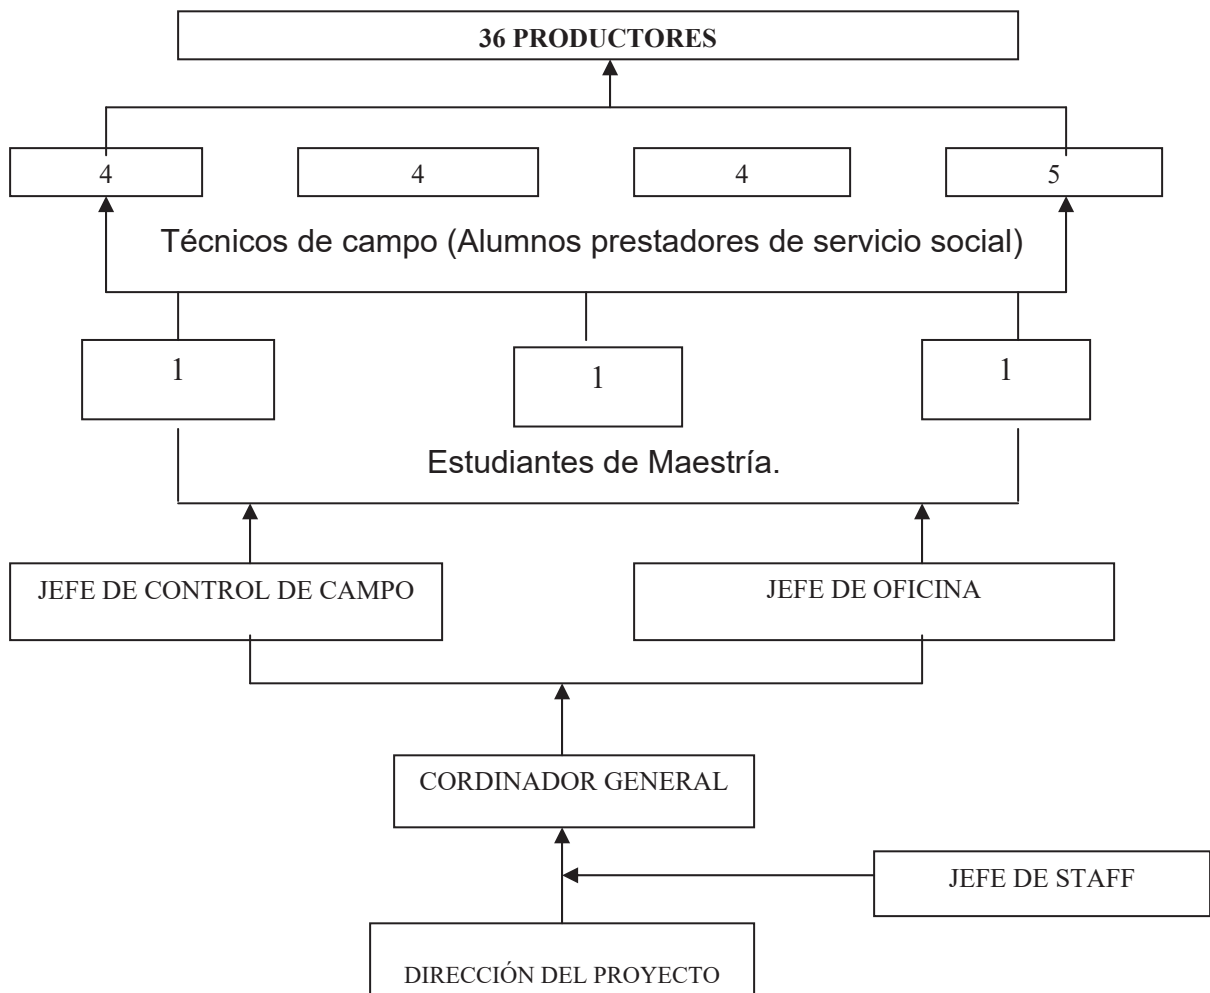 36 PRODUCTORES
4 4 4 5
Técnicos de campo (Alumnos prestadores de servicio social)
1 1 1
Estudiantes de Maestría.
JEFE DE CONTROL DE CAMPO JEFE DE OFICINA
CORDINADOR GENERAL
JEFE DE STAFF
DIRECCIÓN DEL PROYECTO